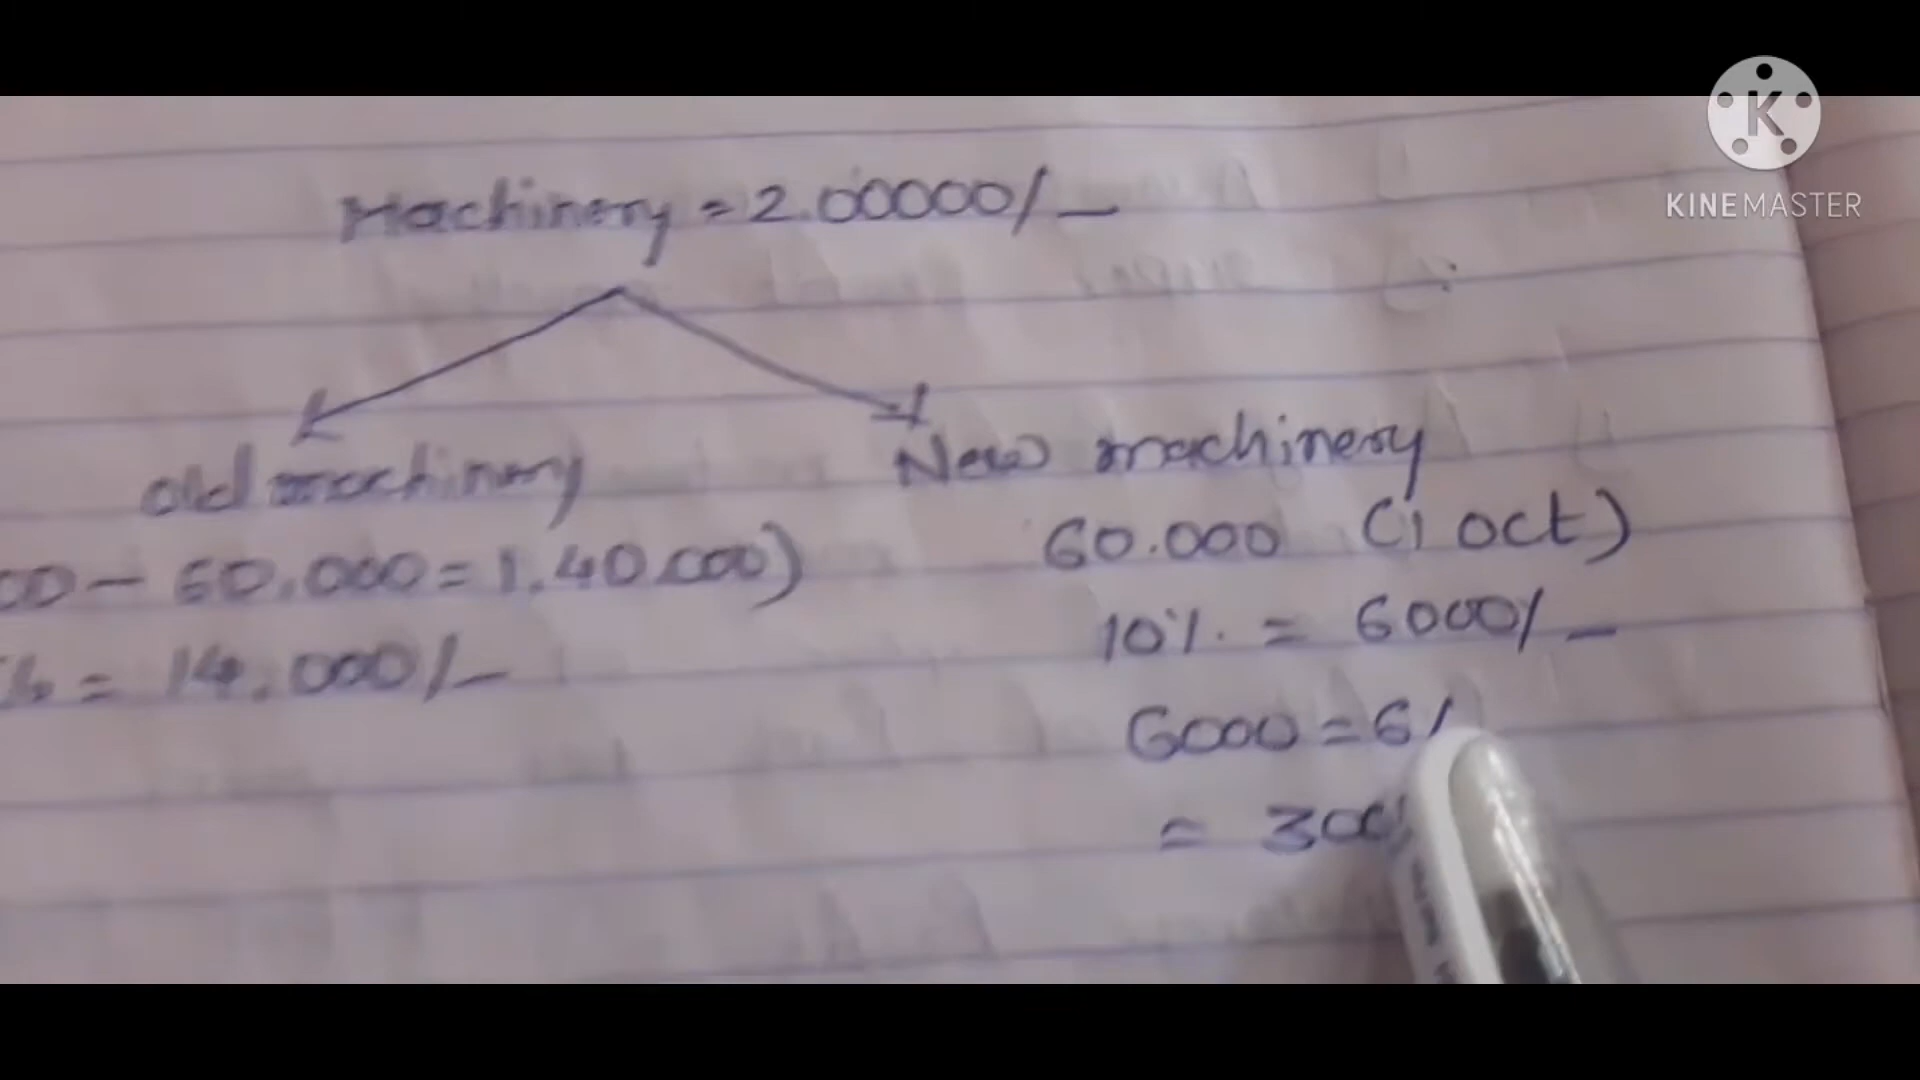 KINEMASTER
Machinery = 2.00000/-
Old machinery
00 - 60.000 = 1.40.000)
% = 14.000/-
New machinery
60.000 (1 oct)
10% = 6000/-
6000 = 6/
= 300